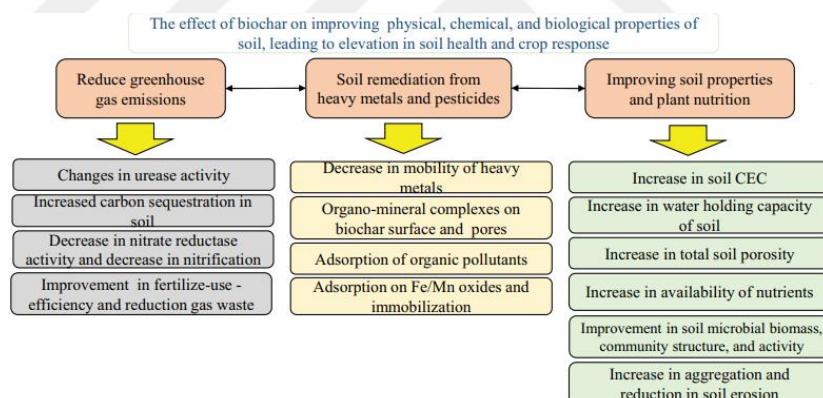 The effect of biochar on improving physical, chemical, and biological properties of
soil, leading to elevation in soil health and crop response
Reduce greenhouse
gas emissions
Soil remediation from
heavy metals and pesticides
Improving soil properties
and plant nutrition
Changes in urease activity
Increased carbon sequestration in
soil
Decrease in nitrate reductase
activity and decrease in nitrification
Improvement in fertilize-use -
efficiency and reduction gas waste
Decrease in mobility of heavy
metals
Organo-mineral complexes on
biochar surface and pores
Adsorption of organic pollutants
Adsorption on Fe/Mn oxides and
immobilization
Increase in soil CEC
Increase in water holding capacity
of soil
Increase in total soil porosity
Increase in availability of nutrients
Improvement in soil microbial biomass,
community structure, and activity
Increase in aggregation and
reduction in soil erosion